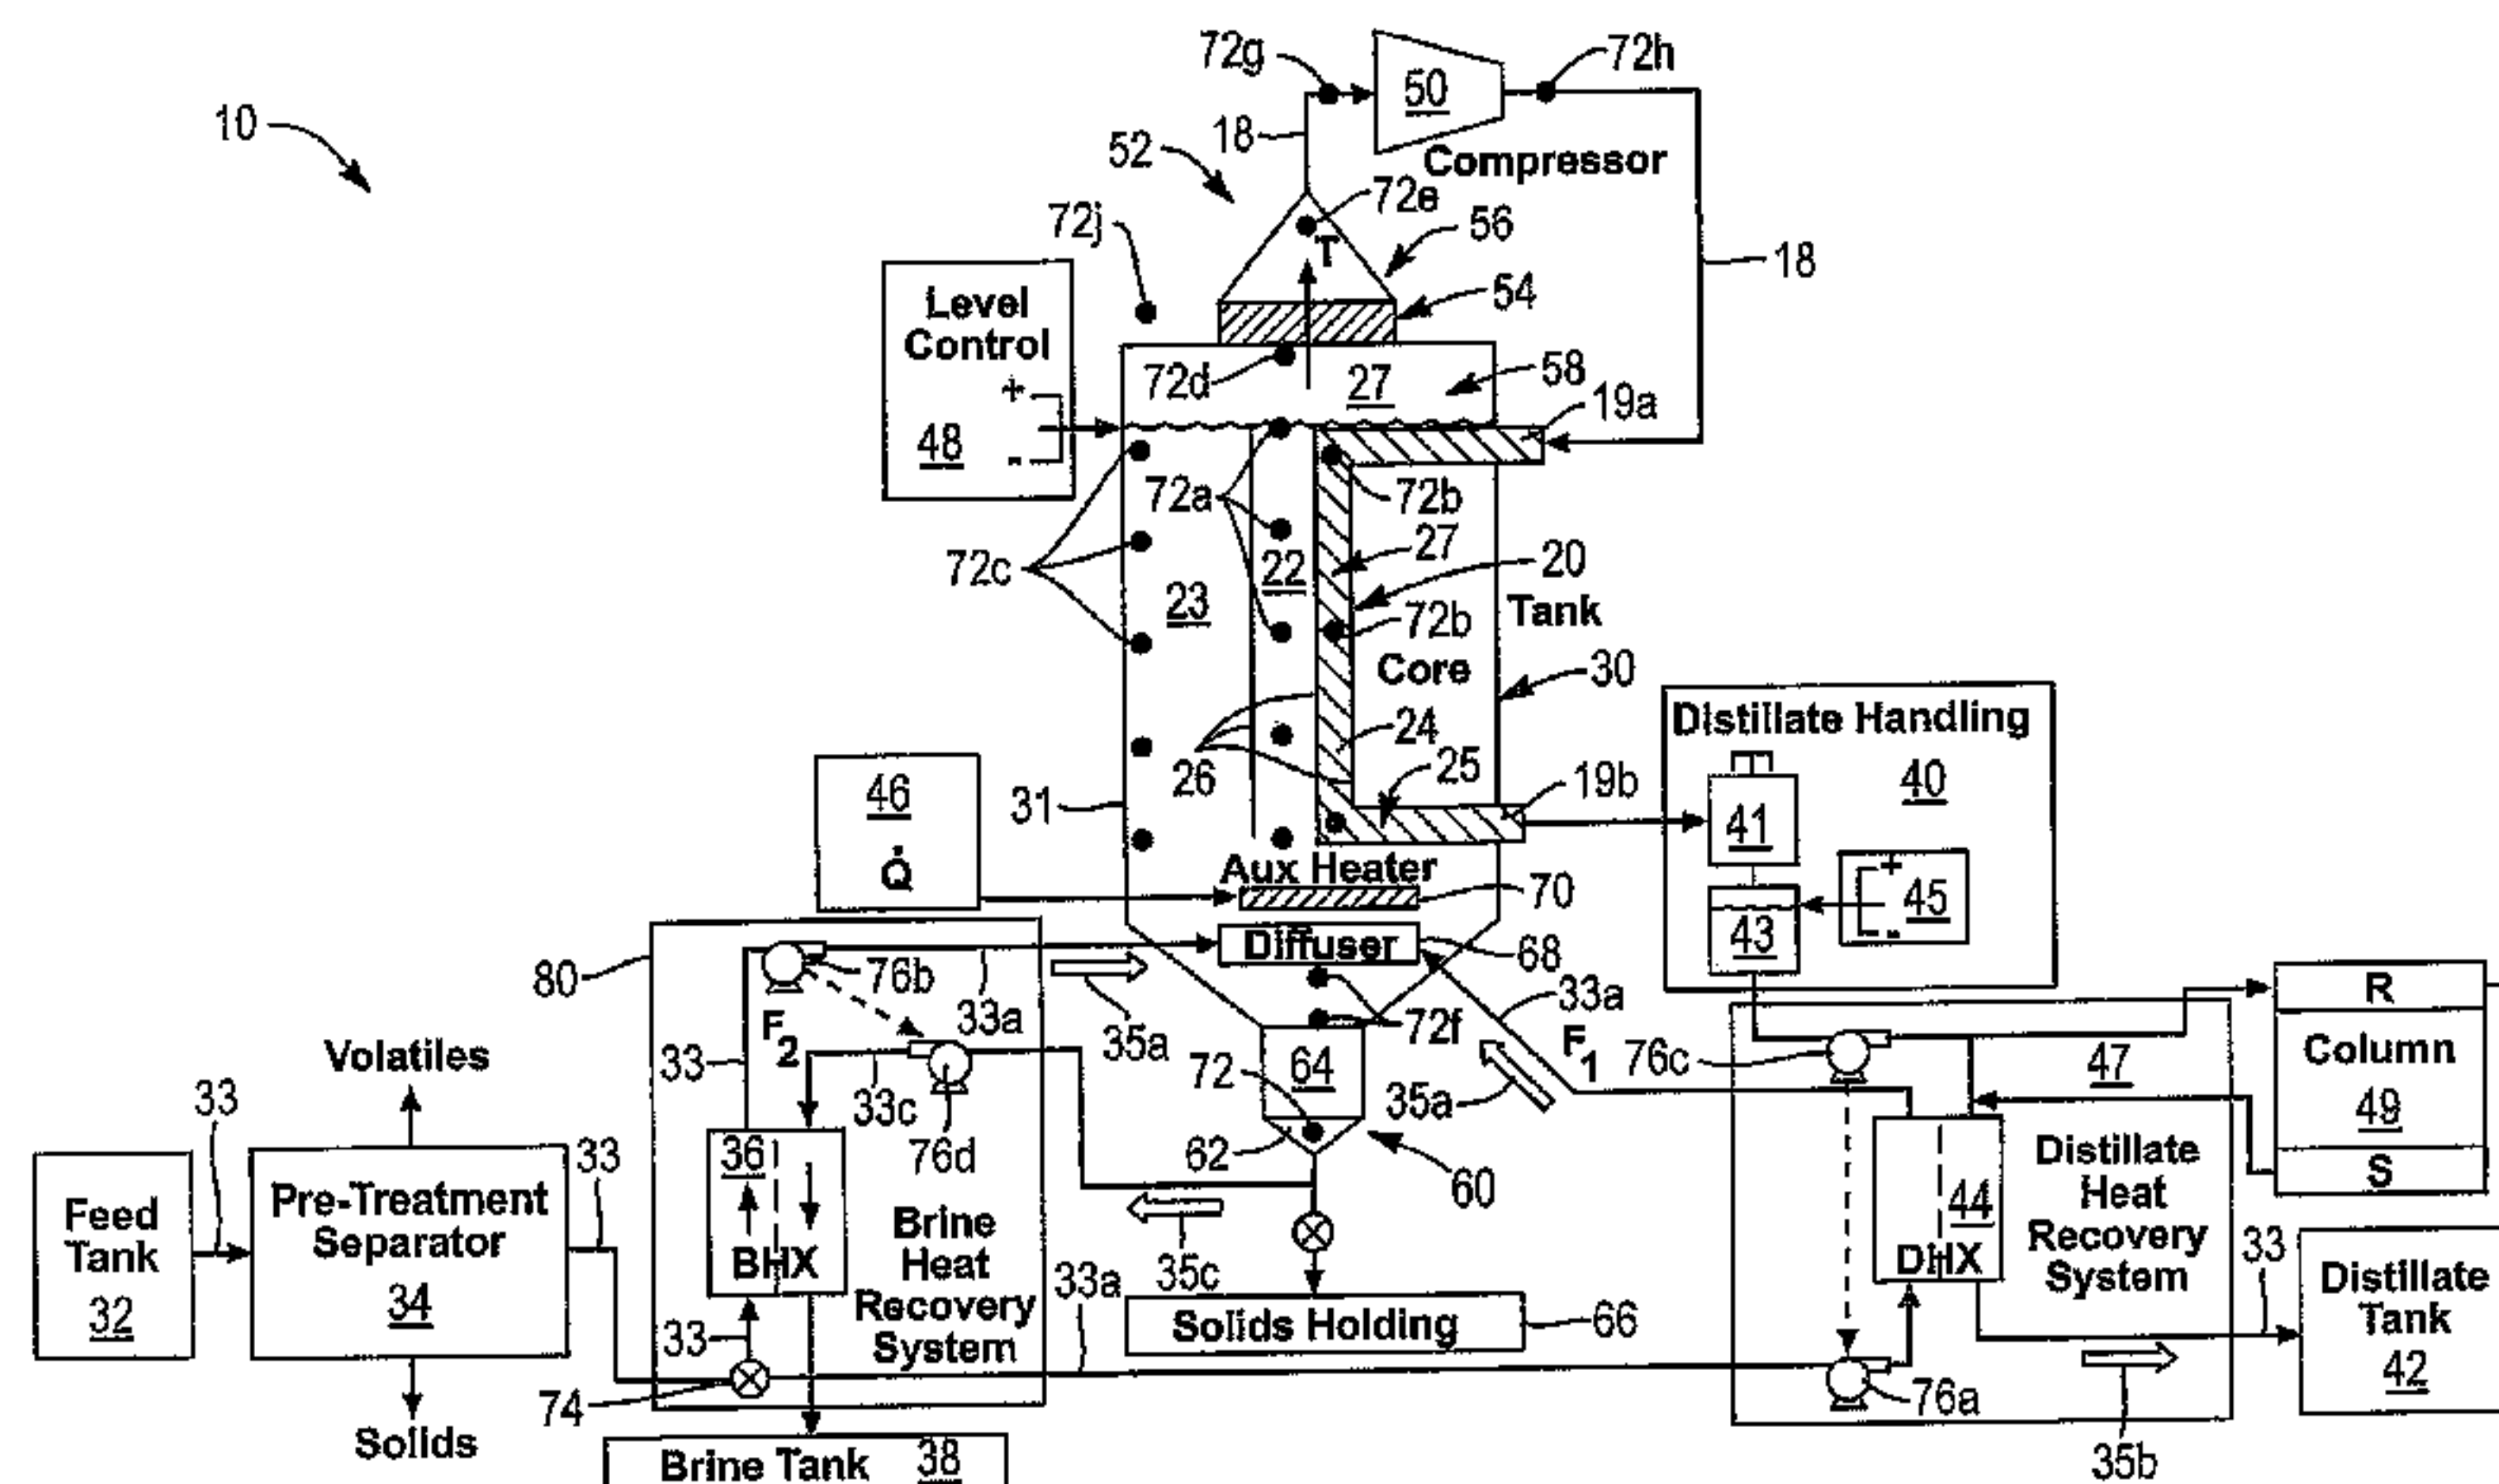 10
72g
72h
50
18
Compressor
52
72e
T
56
72j
54
18
Level
Control
+
48
-
72d
27
58
19a
72a
72b
72c
22
27
20
23
72b
Tank
Core
30
26
24
25
19b
31
46
Q̇
Aux Heater
70
Diffuser
68
Distillate Handling
40
41
+
45
-
43
80
76b
33a
35a
72f
33a
F1
35a
F2
33
33c
76d
72
64
62
60
76c
47
R
Column
49
S
Volatiles
33
33
Feed
Tank
32
Pre-Treatment
Separator
34
Solids
36
BHX
Brine
Heat
Recovery
System
33
74
35c
33a
Solids Holding
66
44
DHX
Distillate
Heat
Recovery
System
33
Distillate
Tank
42
76a
35b
Brine Tank 38